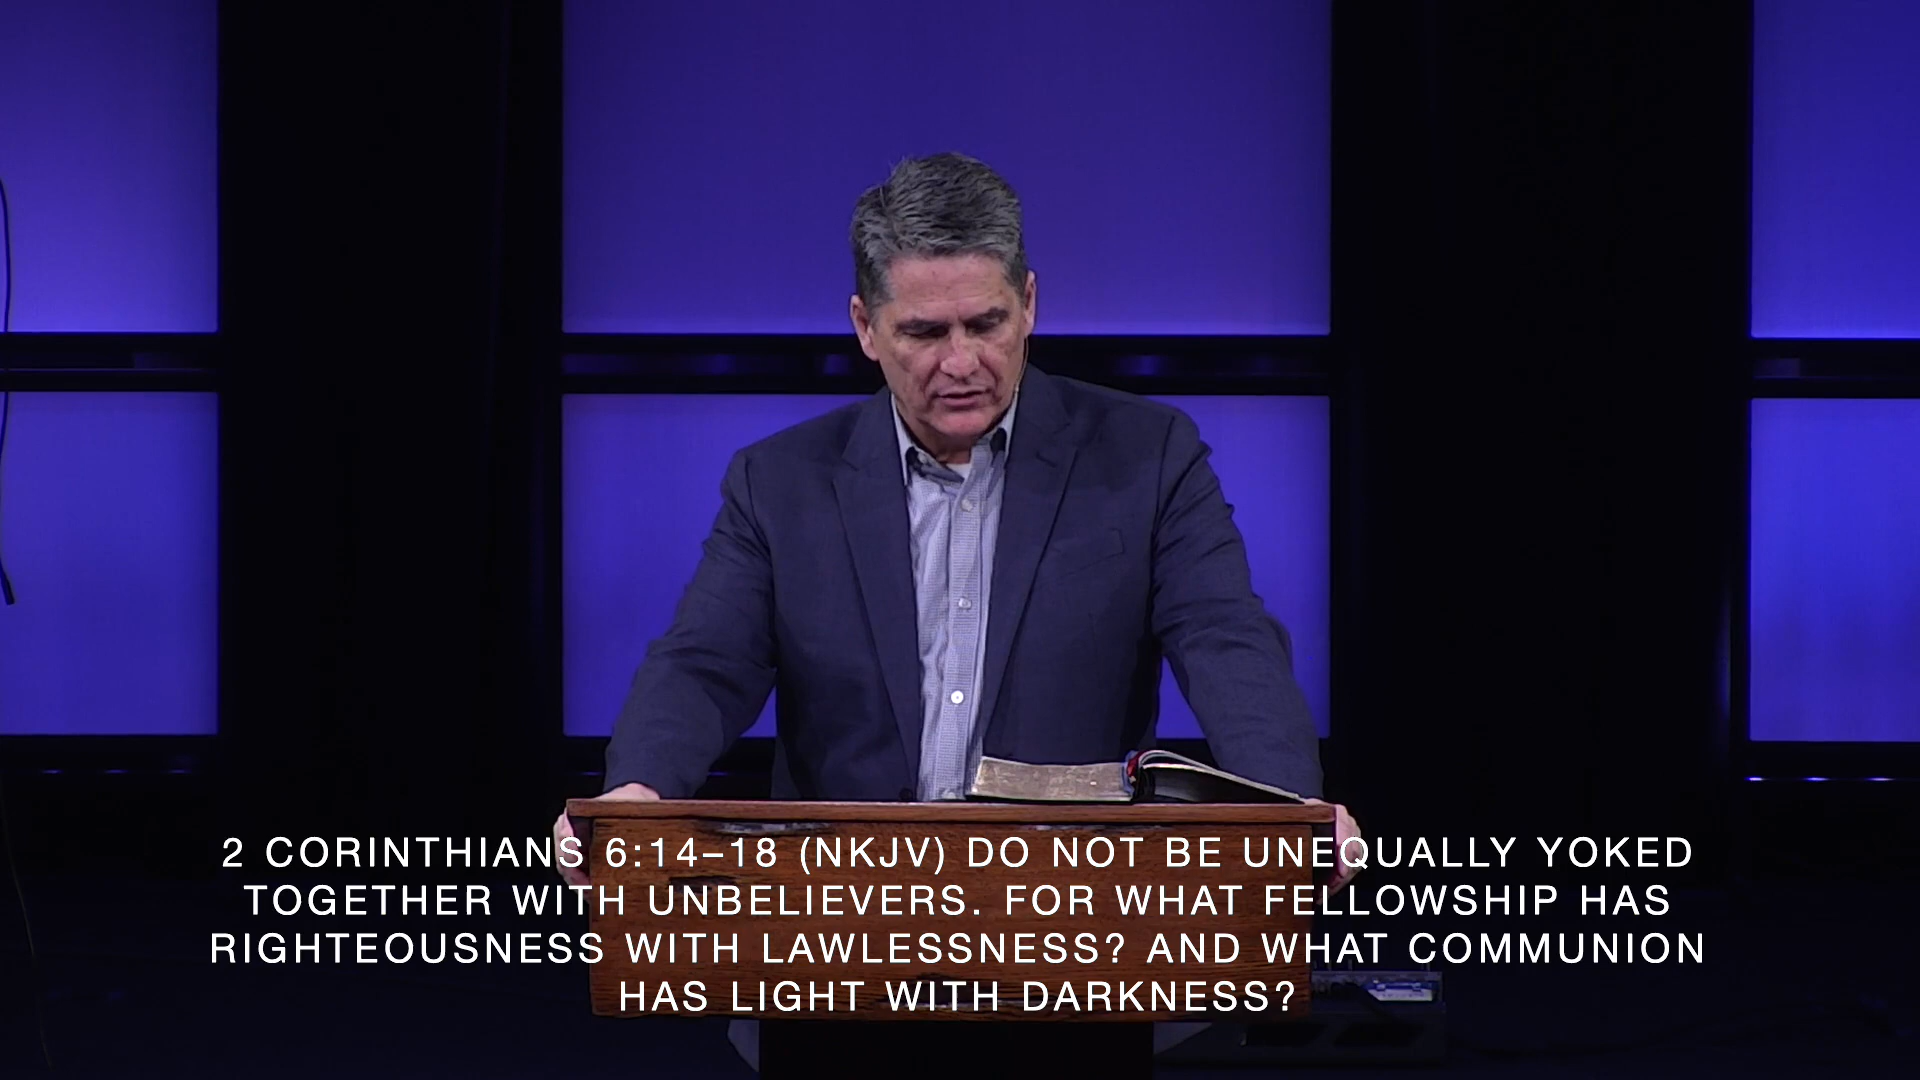 2 CORINTHIANS 6:14–18 (NKJV) DO NOT BE UNEQUALLY YOKED
TOGETHER WITH UNBELIEVERS. FOR WHAT FELLOWSHIP HAS
RIGHTEOUSNESS WITH LAWLESSNESS? AND WHAT COMMUNION
HAS LIGHT WITH DARKNESS?